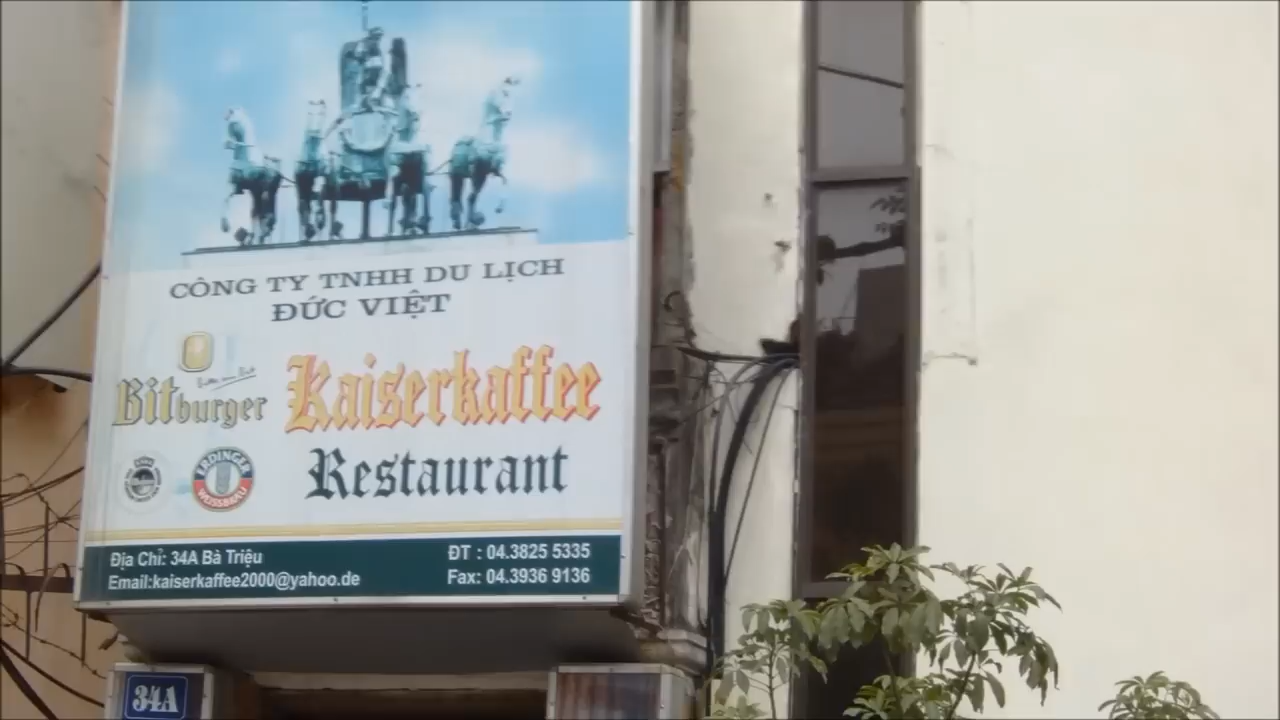 CÔNG TY TNHH DU LỊCH
ĐỨC VIỆT
Bitburger
Kaiserkaffee
ERDINGER
WEISSBRÄU
Restaurant
Địa Chỉ: 34A Bà Triệu
ĐT : 04.3825 5335
Email:kaiserkaffee2000@yahoo.de
Fax: 04.3936 9136
34A